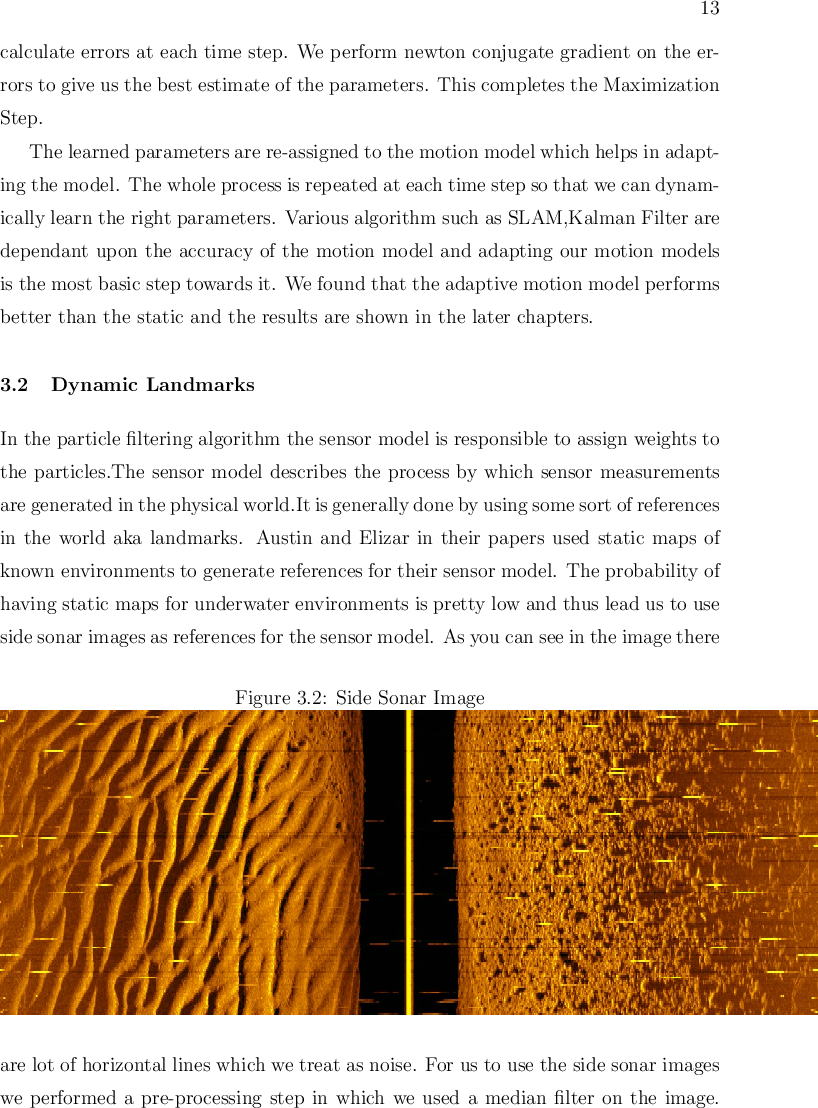 13
calculate errors at each time step. We perform newton conjugate gradient on the er-
rors to give us the best estimate of the parameters. This completes the Maximization
Step.
The learned parameters are re-assigned to the motion model which helps in adapt-
ing the model. The whole process is repeated at each time step so that we can dynam-
ically learn the right parameters. Various algorithm such as SLAM,Kalman Filter are
dependant upon the accuracy of the motion model and adapting our motion models
is the most basic step towards it. We found that the adaptive motion model performs
better than the static and the results are shown in the later chapters.
3.2 Dynamic Landmarks
In the particle filtering algorithm the sensor model is responsible to assign weights to
the particles.The sensor model describes the process by which sensor measurements
are generated in the physical world.It is generally done by using some sort of references
in the world aka landmarks. Austin and Elizar in their papers used static maps of
known environments to generate references for their sensor model. The probability of
having static maps for underwater environments is pretty low and thus lead us to use
side sonar images as references for the sensor model. As you can see in the image there
Figure 3.2: Side Sonar Image
are lot of horizontal lines which we treat as noise. For us to use the side sonar images
we performed a pre-processing step in which we used a median filter on the image.